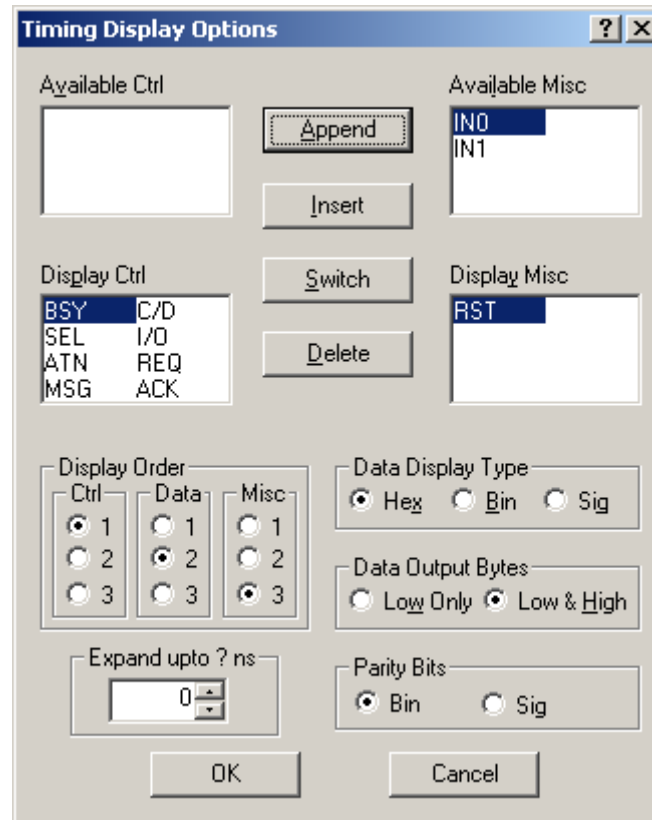 Timing Display Options
Available Ctrl
Append
Insert
Switch
Delete
Available Misc
IN0
IN1
Display Ctrl
BSY C/D
SEL I/O
ATN REQ
MSG ACK
Display Misc
RST
Display Order
Ctrl Data Misc
1 1 1
2 2 2
3 3 3
Data Display Type
Hex Bin Sig
Data Output Bytes
Low Only Low & High
Expand upto ? ns
0
Parity Bits
Bin Sig
OK Cancel